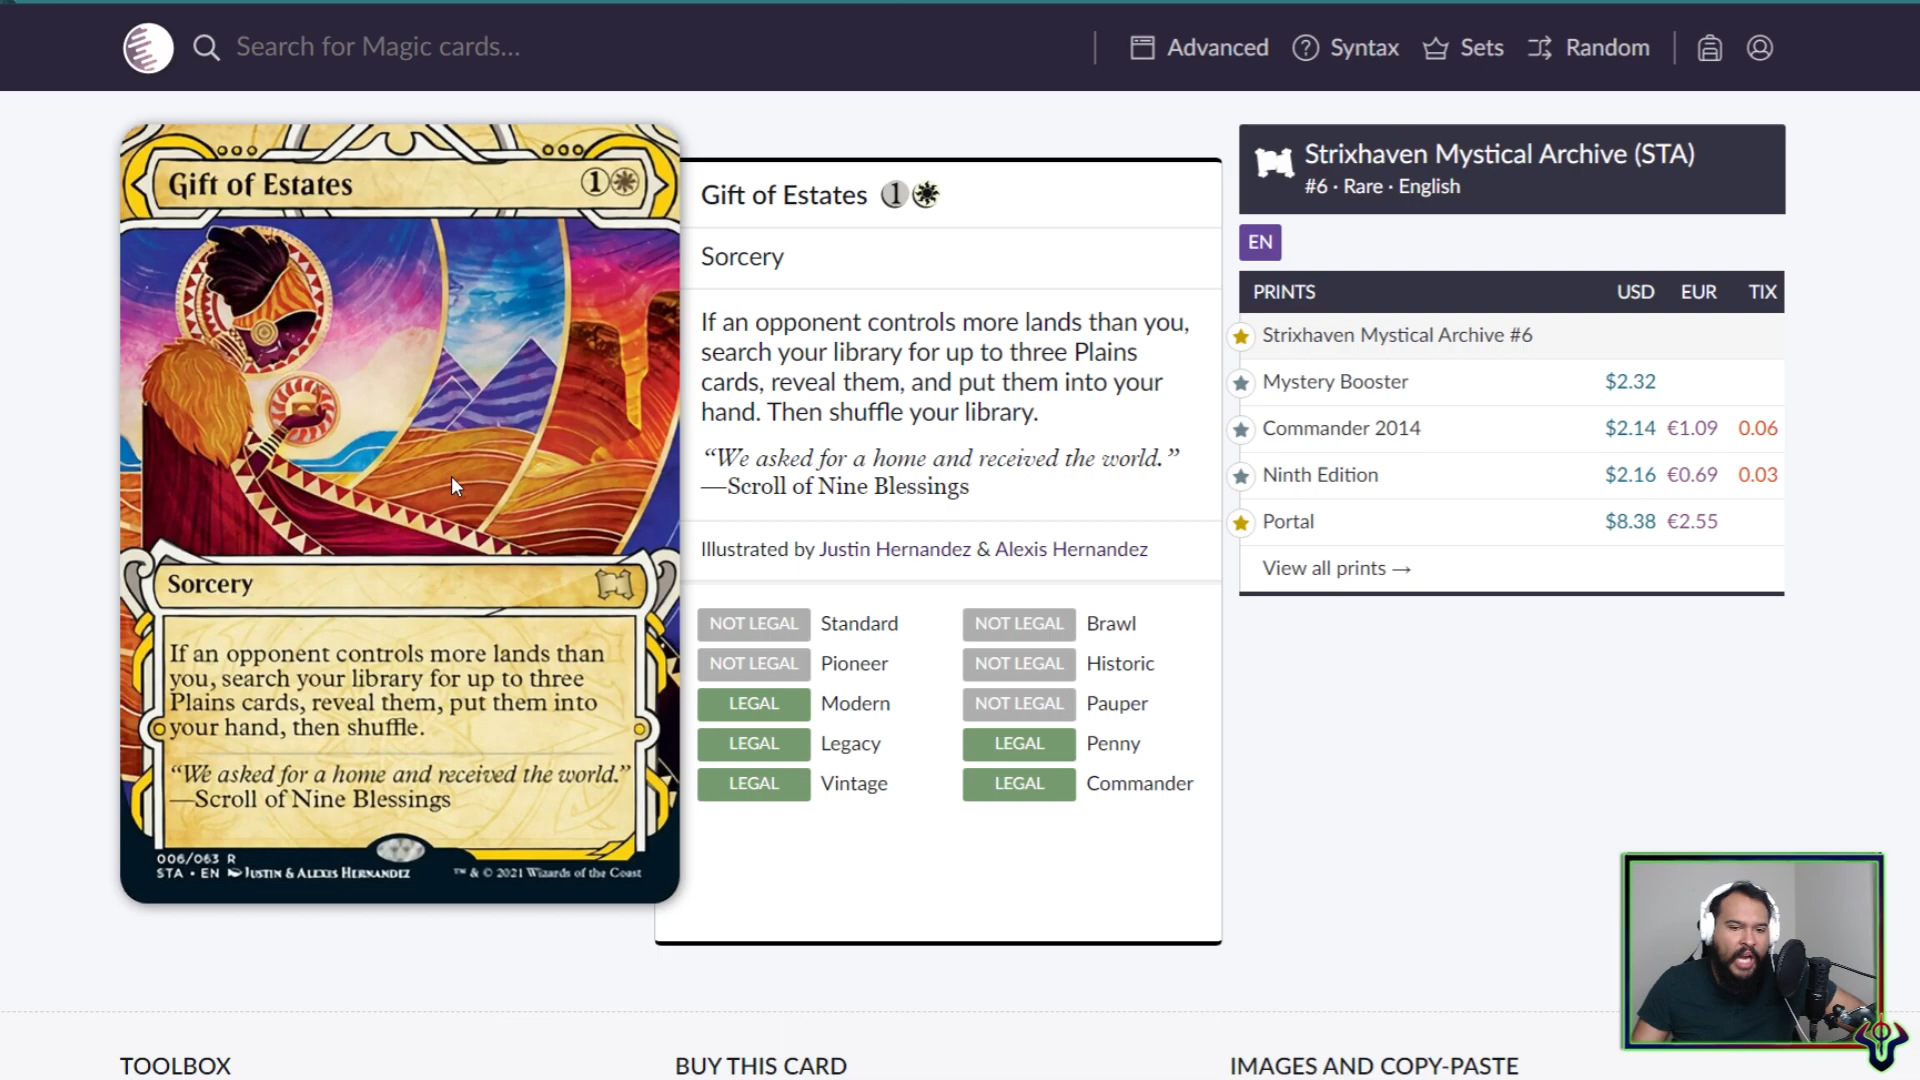 Search for Magic cards...
Advanced
Syntax
Sets
Random
Gift of Estates 1
Sorcery
If an opponent controls more lands than
you, search your library for up to three
Plains cards, reveal them, put them into
your hand, then shuffle.
“We asked for a home and received the world.”
—Scroll of Nine Blessings
006/063 R
STA • EN JUSTIN & ALEXIS HERNANDEZ
™ & © 2021 Wizards of the Coast
Gift of Estates 1
Sorcery
If an opponent controls more lands than you,
search your library for up to three Plains
cards, reveal them, and put them into your
hand. Then shuffle your library.
“We asked for a home and received the world.”
—Scroll of Nine Blessings
Illustrated by Justin Hernandez & Alexis Hernandez
NOT LEGAL Standard NOT LEGAL Brawl
NOT LEGAL Pioneer NOT LEGAL Historic
LEGAL Modern NOT LEGAL Pauper
LEGAL Legacy LEGAL Penny
LEGAL Vintage LEGAL Commander
Strixhaven Mystical Archive (STA)
#6 · Rare · English
EN
PRINTS USD EUR TIX
Strixhaven Mystical Archive #6
Mystery Booster $2.32
Commander 2014 $2.14 €1.09 0.06
Ninth Edition $2.16 €0.69 0.03
Portal $8.38 €2.55
View all prints →
TOOLBOX
BUY THIS CARD
IMAGES AND COPY-PASTE